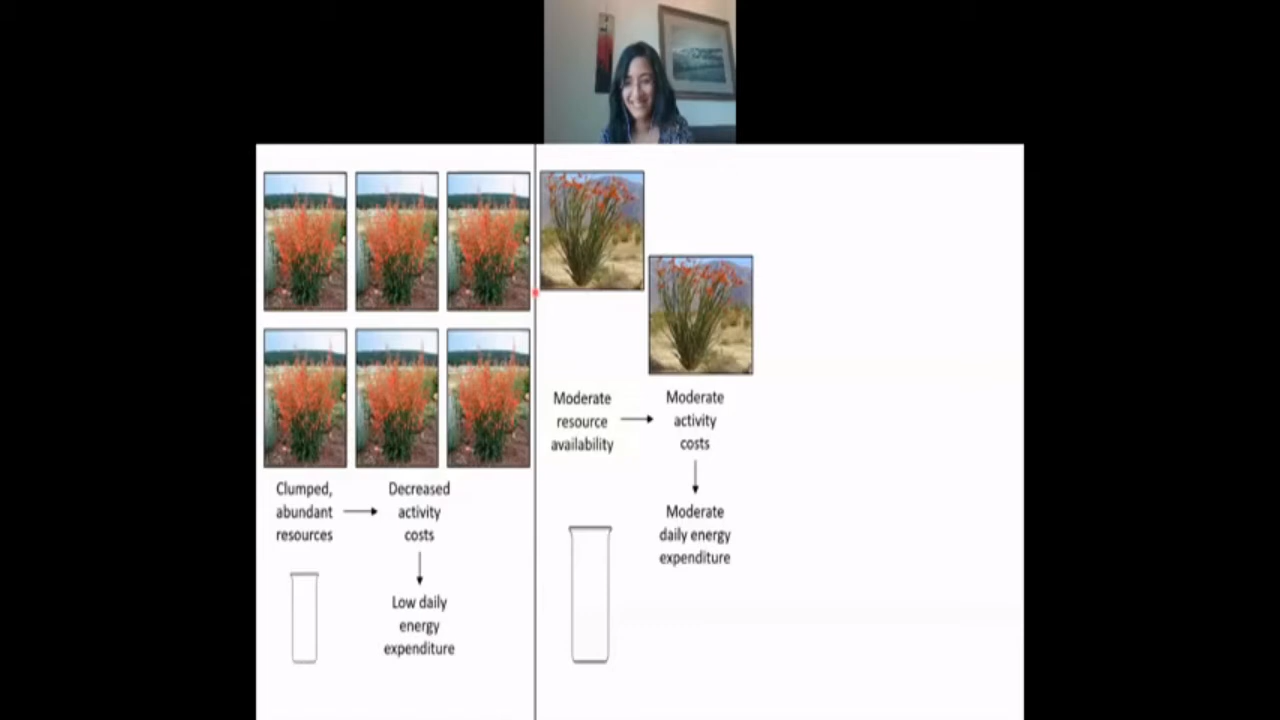 Clumped,
abundant
resources
Decreased
activity
costs
Low daily
energy
expenditure
Moderate
resource
availability
Moderate
activity
costs
Moderate
daily energy
expenditure